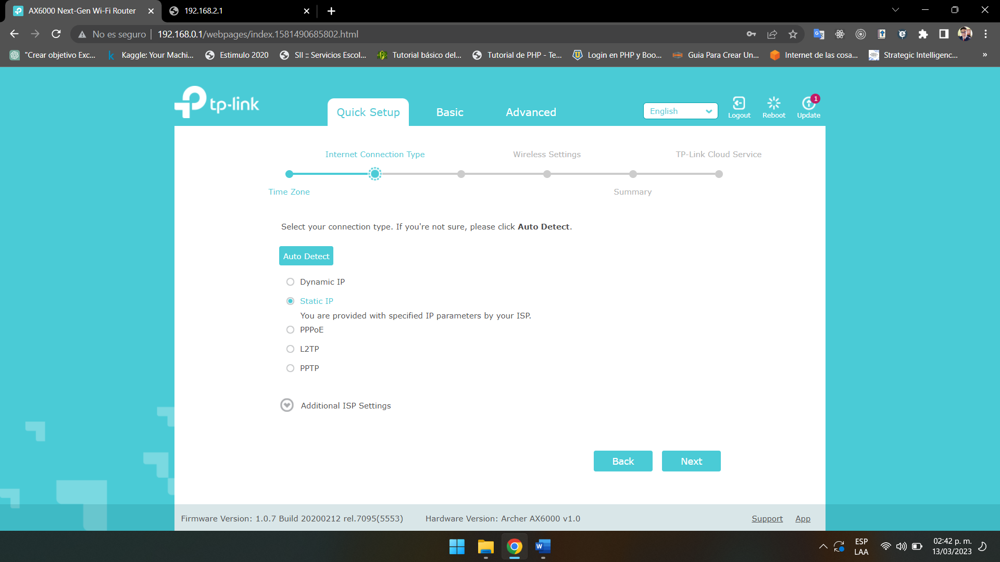 AX6000 Next-Gen Wi-Fi Router
192.168.2.1
No es seguro
192.168.0.1/webpages/index.1581490685802.html
"Crear objetivo Exc...
Kaggle: Your Machi...
Estimulo 2020
SII :: Servicios Escol...
Tutorial básico del...
Tutorial de PHP - Te...
Login en PHP y Boo...
Guia Para Crear Un...
Internet de las cosa...
Strategic Intelligenc...
»
tp-link
Quick Setup
Basic
Advanced
English
Logout
Reboot
1
Update
Internet Connection Type
Wireless Settings
TP-Link Cloud Service
Time Zone
Summary
Select your connection type. If you're not sure, please click Auto Detect.
Auto Detect
Dynamic IP
Static IP
You are provided with specified IP parameters by your ISP.
PPPoE
L2TP
PPTP
Additional ISP Settings
Back
Next
Firmware Version: 1.0.7 Build 20200212 rel.7095(5553)
Hardware Version: Archer AX6000 v1.0
Support
App
ESP
LAA
02:42 p. m.
13/03/2023